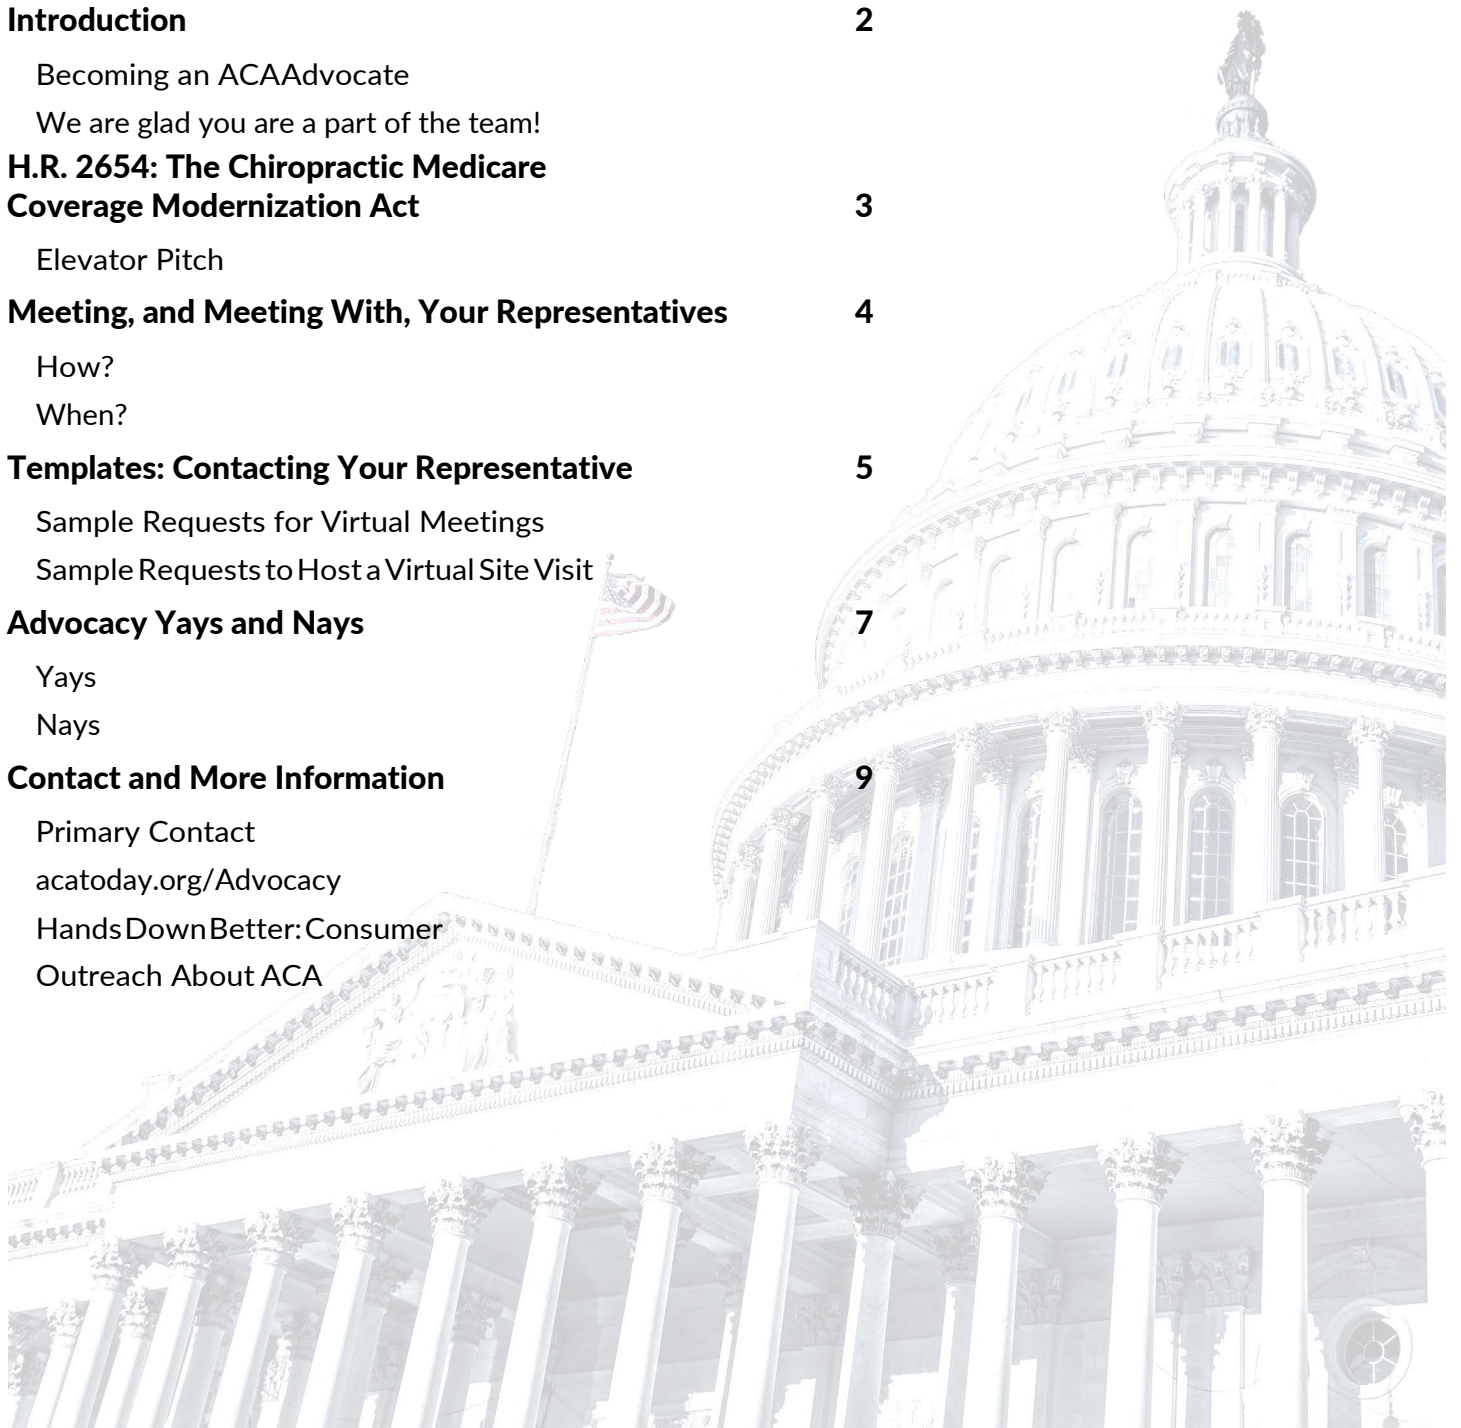 Introduction 2
Becoming an ACAAdvocate
We are glad you are a part of the team!
H.R. 2654: The Chiropractic Medicare
Coverage Modernization Act 3
Elevator Pitch
Meeting, and Meeting With, Your Representatives 4
How?
When?
Templates: Contacting Your Representative 5
Sample Requests for Virtual Meetings
Sample Requests to Host a Virtual Site Visit
Advocacy Yays and Nays 7
Yays
Nays
Contact and More Information 9
Primary Contact
acatoday.org/Advocacy
Hands Down Better: Consumer
Outreach About ACA